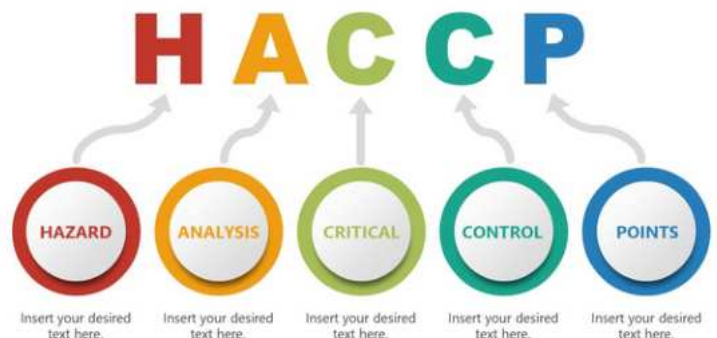 HACCP
HAZARD
ANALYSIS
CRITICAL
CONTROL
POINTS
Insert your desired
text here.
Insert your desired
text here.
Insert your desired
text here.
Insert your desired
text here.
Insert your desired
text here.